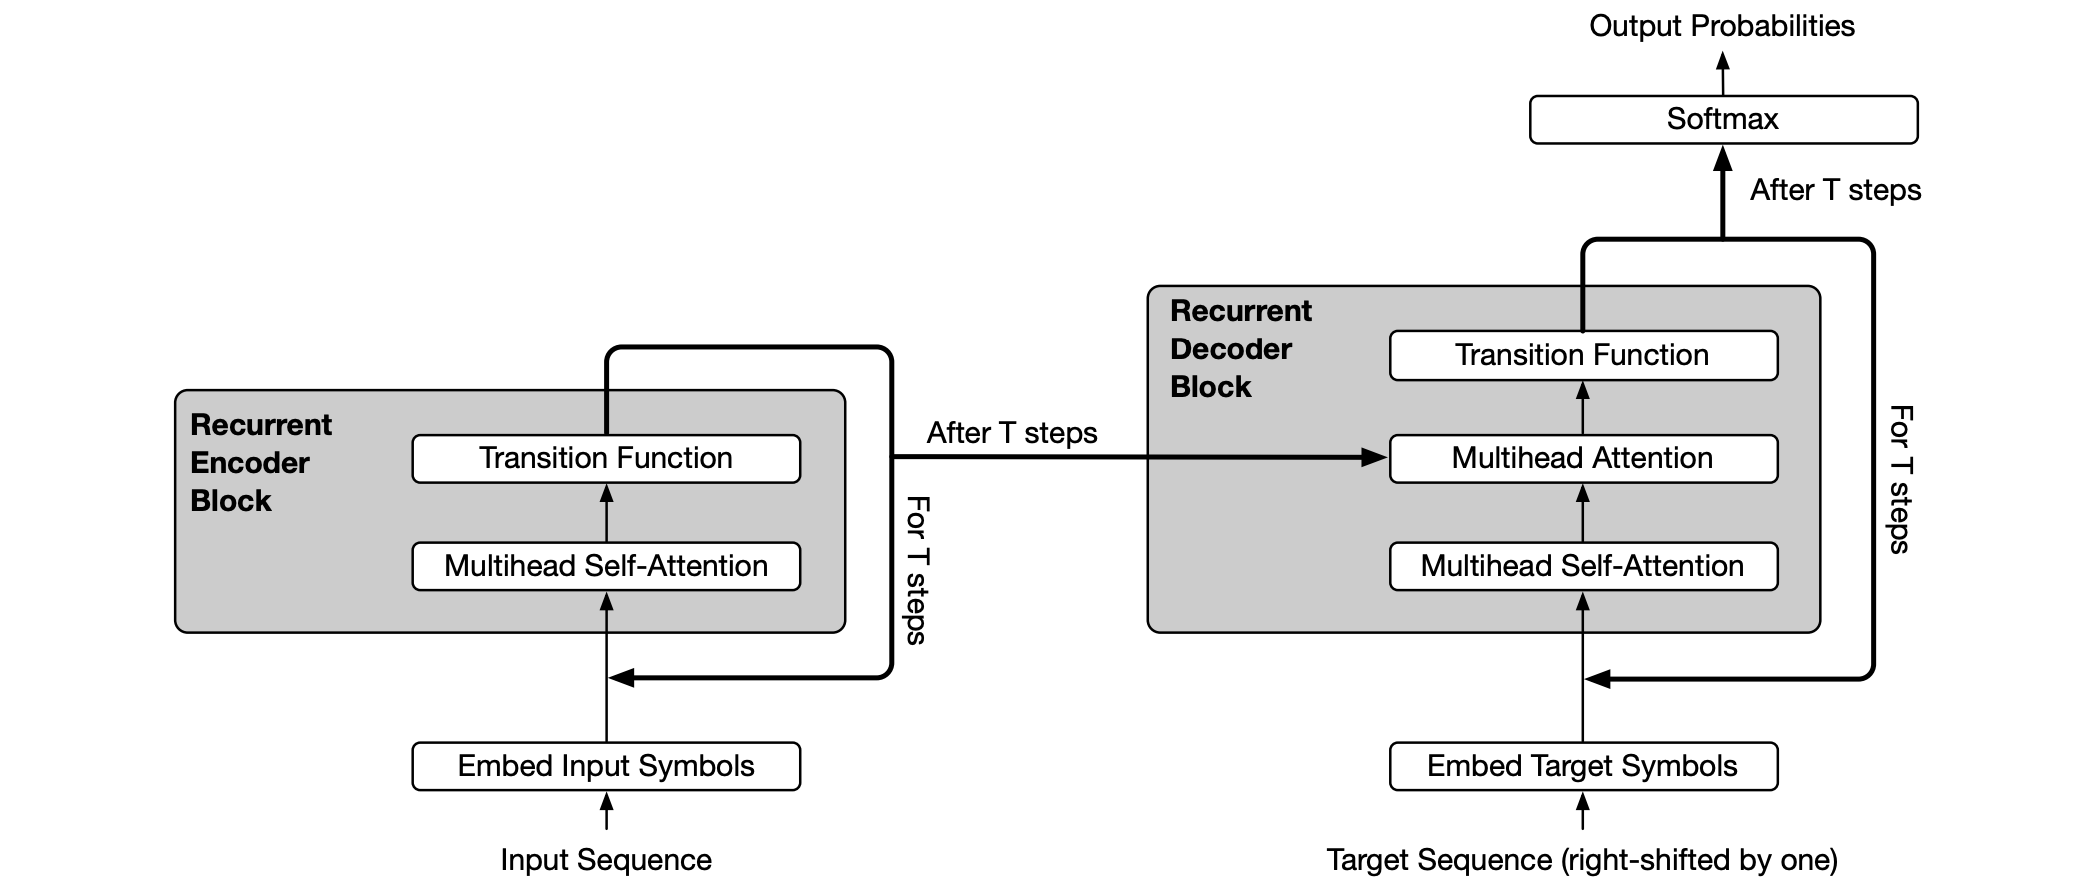 Output Probabilities
Softmax
After T steps
Recurrent
Decoder
Block
Transition Function
Multihead Attention
Multihead Self-Attention
For T steps
Embed Target Symbols
Target Sequence (right-shifted by one)
After T steps
Recurrent
Encoder
Block
Transition Function
Multihead Self-Attention
For T steps
Embed Input Symbols
Input Sequence